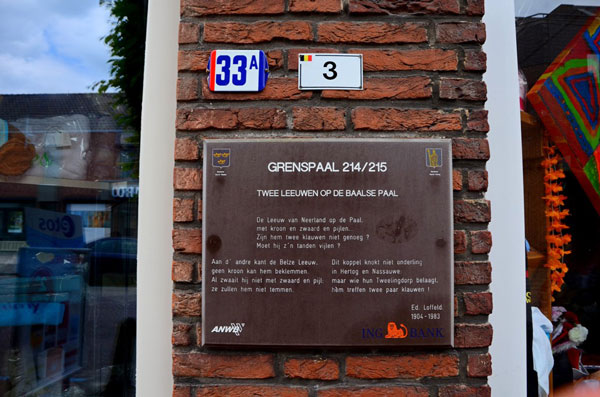 33A
3
GRENSPAAL 214/215
TWEE LEEUWEN OP DE BAALSE PAAL
De Leeuw van Neerland op de Paal,
met kroon en zwaard en pijlen...
Zijn hem twee klauwen niet genoeg ?
Moet hij z'n tanden vijlen ?
Aan d' andre kant de Belze Leeuw,
geen kroon kan hem beklemmen.
Al zwaait hij niet met zwaard en pijl,
ze zullen hem niet temmen.
Dit koppel knokt niet onderling
in Hertog en Nassauwe:
maar wie hun Tweelingdorp belaagt,
hèm treffen twee paar klauwen !
Ed. Loffeld.
1904 - 1983
ANWB
ING BANK
etos